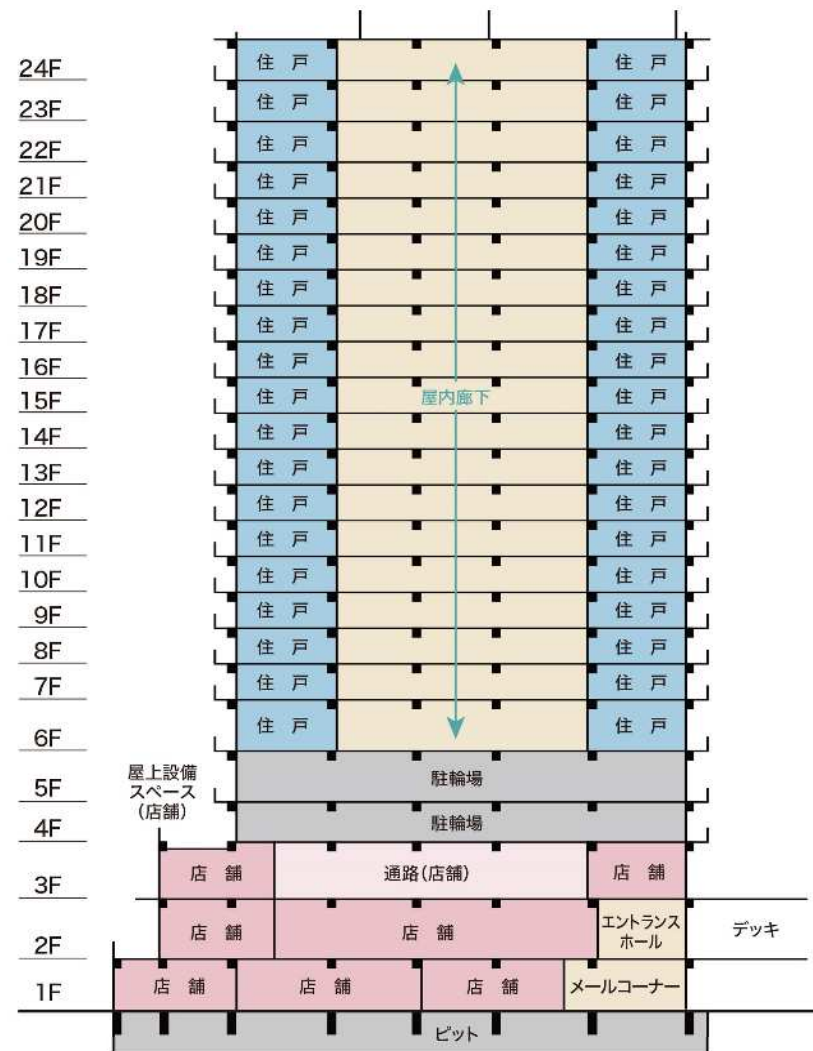 24F 住 戸 住 戸
23F 住 戸 住 戸
22F 住 戸 住 戸
21F 住 戸 住 戸
20F 住 戸 住 戸
19F 住 戸 住 戸
18F 住 戸 住 戸
17F 住 戸 住 戸
16F 住 戸 住 戸
15F 住 戸 屋内廊下 住 戸
14F 住 戸 住 戸
13F 住 戸 住 戸
12F 住 戸 住 戸
11F 住 戸 住 戸
10F 住 戸 住 戸
9F 住 戸 住 戸
8F 住 戸 住 戸
7F 住 戸 住 戸
6F 住 戸 住 戸
屋上設備
スペース
(店舗)
5F 駐輪場
4F 駐輪場
3F 店 舗 通路(店舗) 店 舗
2F 店 舗 店 舗 エントランス
ホール
デッキ
1F 店 舗 店 舗 店 舗 メールコーナー
ピット